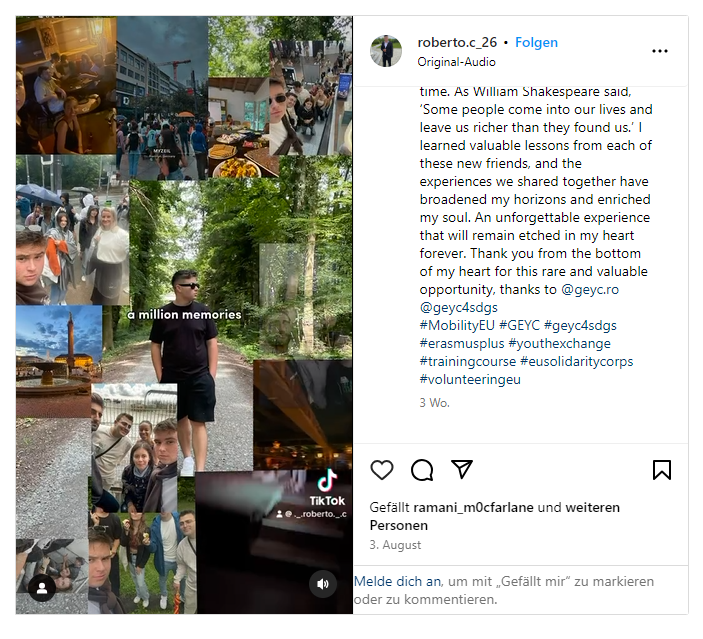 roberto.c_26 • Folgen
Original-Audio
time. As William Shakespeare said,
'Some people come into our lives and
leave us richer than they found us.' I
learned valuable lessons from each of
these new friends, and the
experiences we shared together have
broadened my horizons and enriched
my soul. An unforgettable experience
that will remain etched in my heart
forever. Thank you from the bottom
of my heart for this rare and valuable
opportunity, thanks to @geyc.ro
@geyc4sdgs
#MobilityEU #GEYC #geyc4sdgs
#erasmusplus #youthexchange
#trainingcourse #eusolidaritycorps
#volunteeringeu
3 Wo.
Gefällt ramani_m0cfarlane und weiteren
Personen
3. August
Melde dich an, um mit „Gefällt mir" zu markieren
oder zu kommentieren.
MYZEIL
a million memories
TikTok
@._.roberto._.c